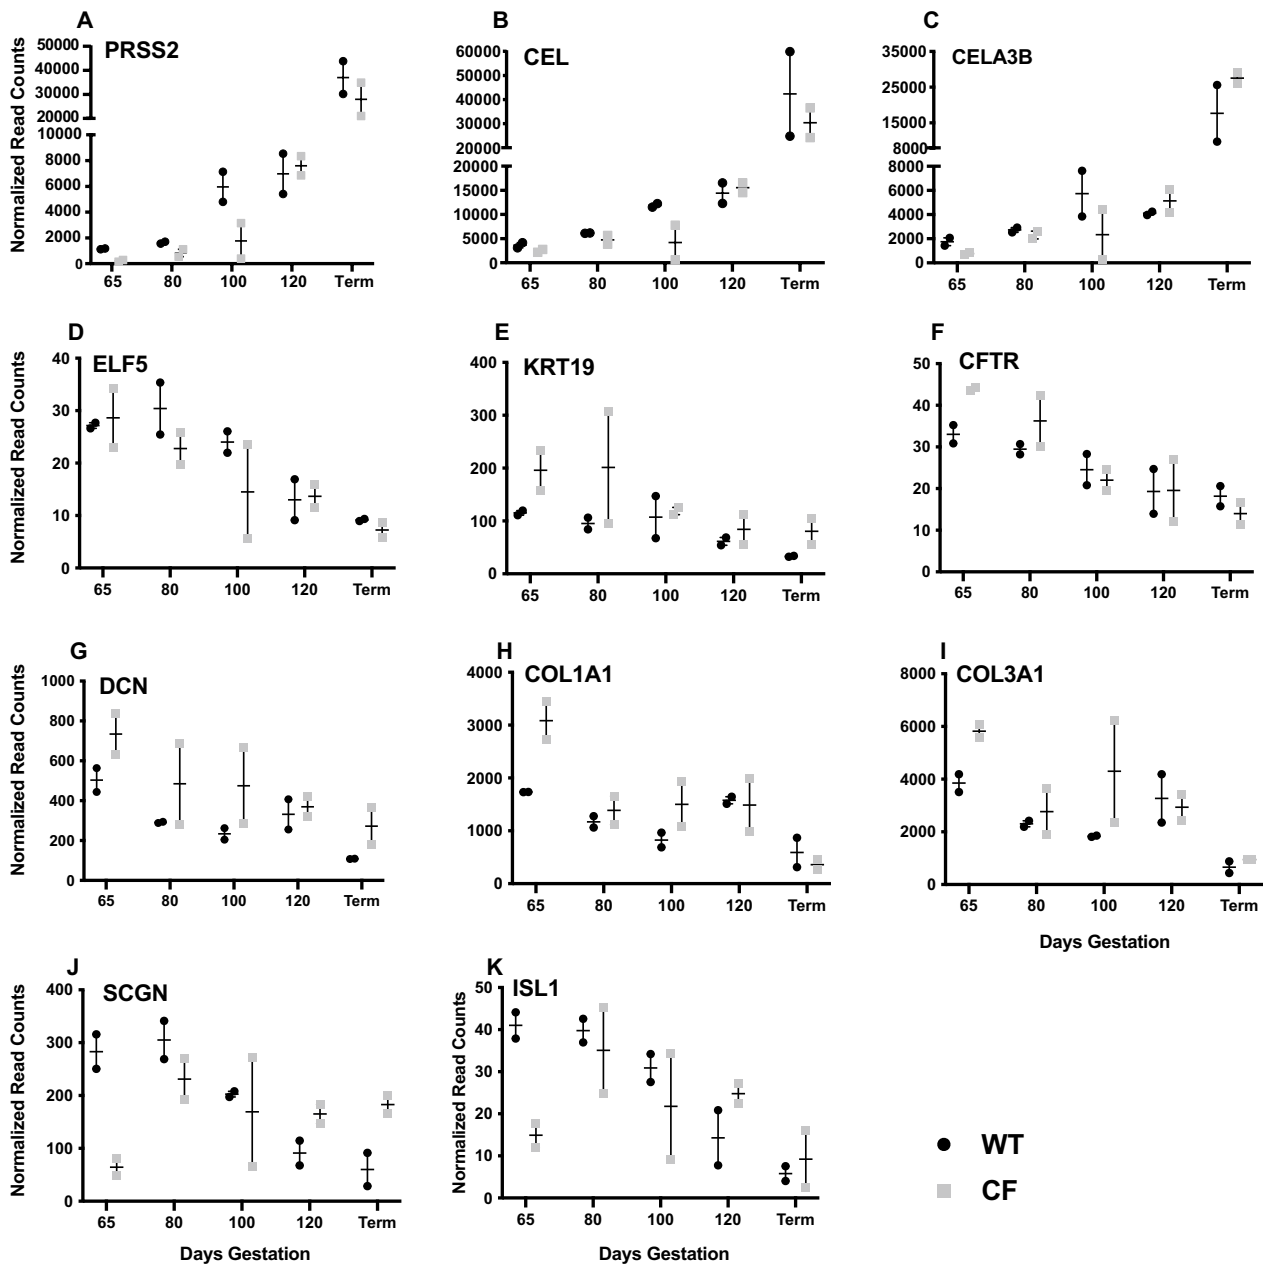 A
PRSS2
Normalized Read Counts
50000
40000
30000
20000
10000
8000
6000
4000
2000
0
65 80 100 120 Term
B
CEL
60000
50000
40000
30000
20000
20000
15000
10000
5000
0
65 80 100 120 Term
C
CELA3B
35000
25000
15000
8000
8000
6000
4000
2000
0
65 80 100 120 Term
D
ELF5
Normalized Read Counts
40
30
20
10
0
65 80 100 120 Term
E
KRT19
400
300
200
100
0
65 80 100 120 Term
F
CFTR
50
40
30
20
10
0
65 80 100 120 Term
G
DCN
Normalized Read Counts
1000
800
600
400
200
0
65 80 100 120 Term
H
COL1A1
4000
3000
2000
1000
0
65 80 100 120 Term
I
COL3A1
8000
6000
4000
2000
0
65 80 100 120 Term
Days Gestation
J
SCGN
Normalized Read Counts
400
300
200
100
0
65 80 100 120 Term
Days Gestation
K
ISL1
Normalized Read Counts
50
40
30
20
10
0
65 80 100 120 Term
Days Gestation
WT
CF